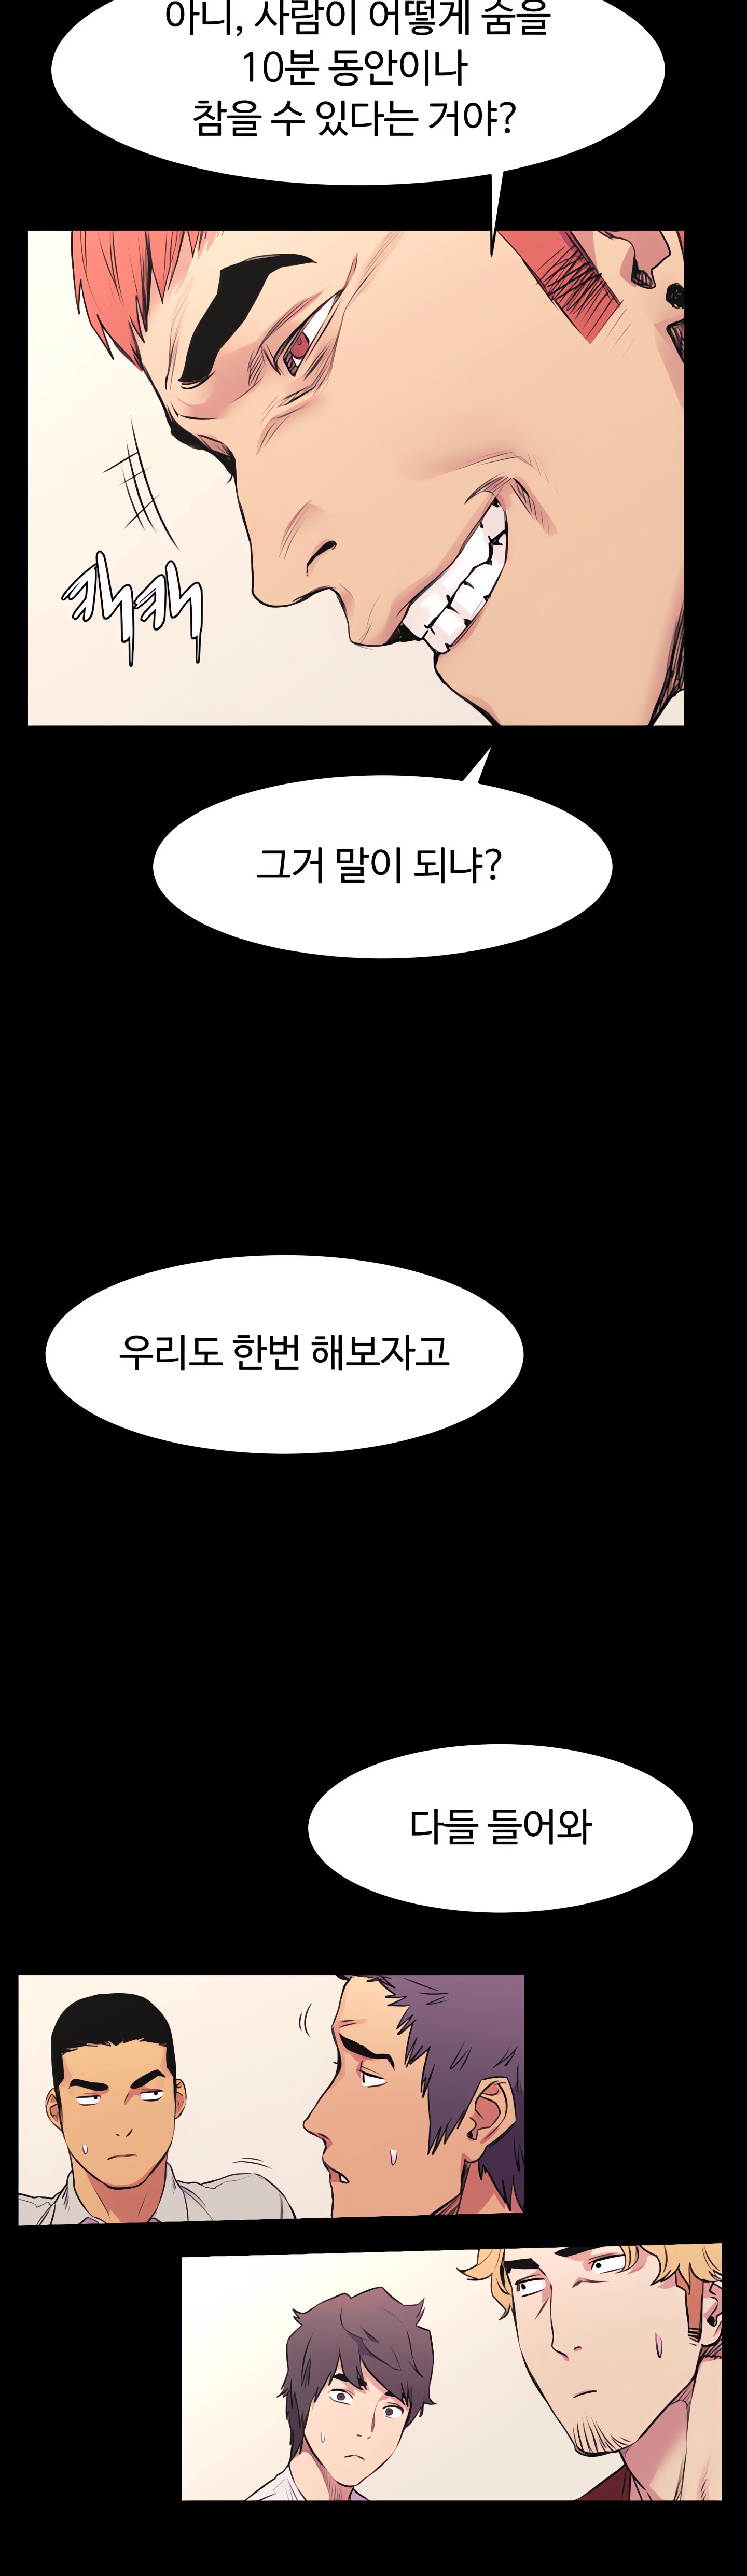 아니, 사람이 어떻게 숨을
10분 동안이나
참을 수 있다는 거야?
캬캬
그거 말이 되냐?
우리도 한번 해보자고
다들 들어와